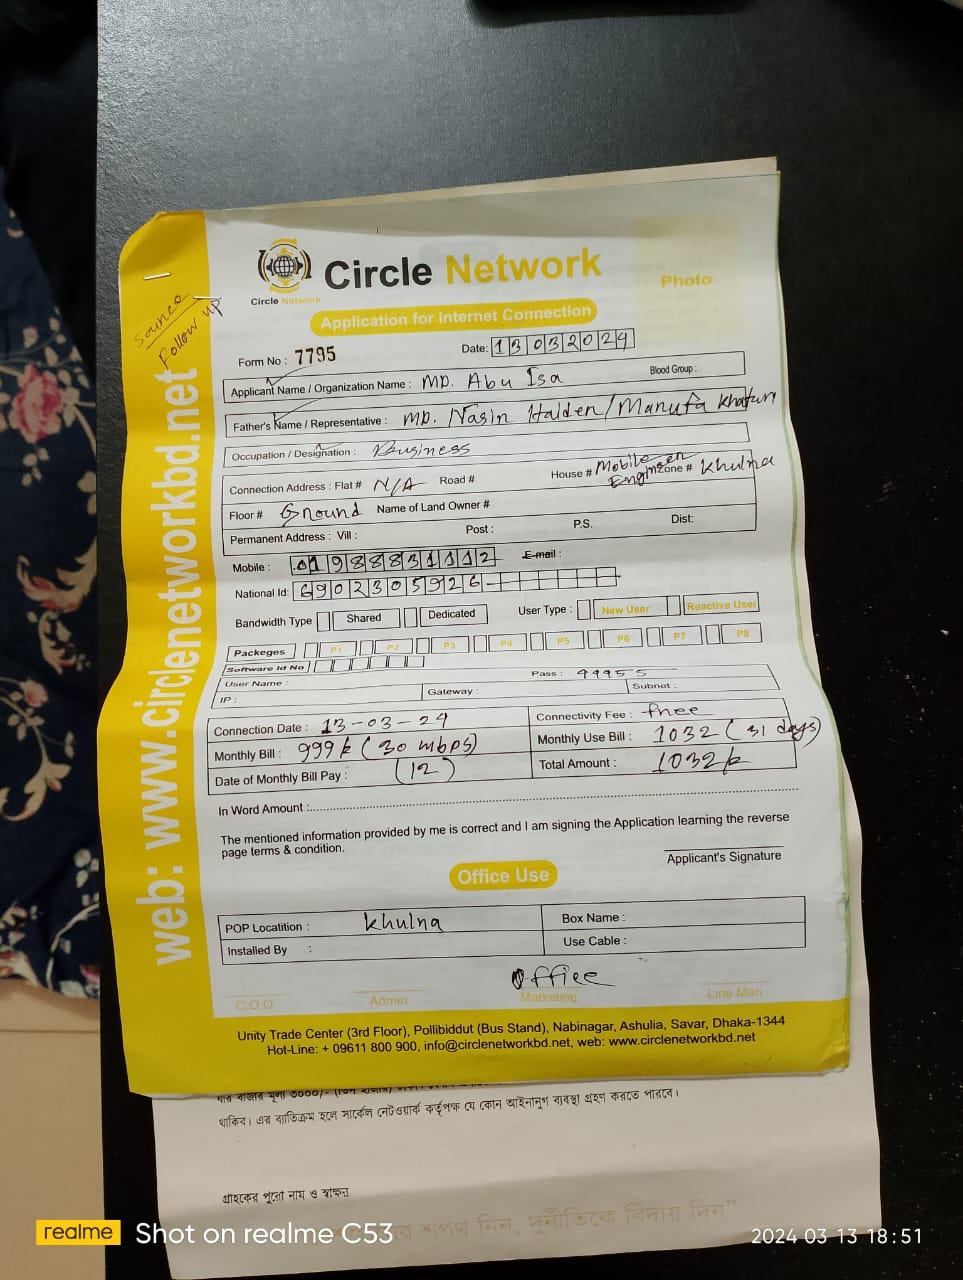 Circle Network
Circle Network
Photo
Application for Internet Connection
Source
Follow up
web: www.circlenetworkbd.net
Form No : 7795
Date: 13032024
Applicant Name / Organization Name : MD. Abu Isa
Blood Group :
Father's Name / Representative : MD. Nasin Halden/Manufa Khatun
Occupation / Designation : Business
Connection Address : Flat # N/A Road # House # Mobile Zone # Khulna
Floor # Ground Name of Land Owner #
Permanent Address : Vill : Post : P.S. Dist:
Mobile : 01988831112 E-mail :
National Id: 6902305926
Bandwidth Type Shared Dedicated User Type : New User Reactive User
Packeges P1 P2 P3 P4 P5 P6 P7 P8
Software Id No
User Name : Pass : 99955
IP : Gateway : Subnet :
Connection Date : 13-03-24 Connectivity Fee : free
Monthly Bill : 999 (30 mbps) Monthly Use Bill : 1032 (31 days)
Date of Monthly Bill Pay : (12) Total Amount : 1032
In Word Amount :
The mentioned information provided by me is correct and I am signing the Application learning the reverse
page terms & condition.
Applicant's Signature
Office Use
POP Locatition : Khulna Box Name :
Installed By : Use Cable :
office
C.O.O Admin Marketing Line Man
Unity Trade Center (3rd Floor), Pollibiddut (Bus Stand), Nabinagar, Ashulia, Savar, Dhaka-1344
Hot-Line: + 09611 800 900, info@circlenetworkbd.net, web: www.circlenetworkbd.net
থাকিব। এর ব্যতিক্রম হলে সার্কেল নেটওয়ার্ক কর্তৃপক্ষ যে কোন আইনানুগ ব্যবস্থা গ্রহণ করতে পারবে।
গ্রাহকের পুরো নাম ও স্বাক্ষর
শপথ নিন, দুর্নীতিকে বিদায় দিন"
realme Shot on realme C53
2024 03 13 18:51